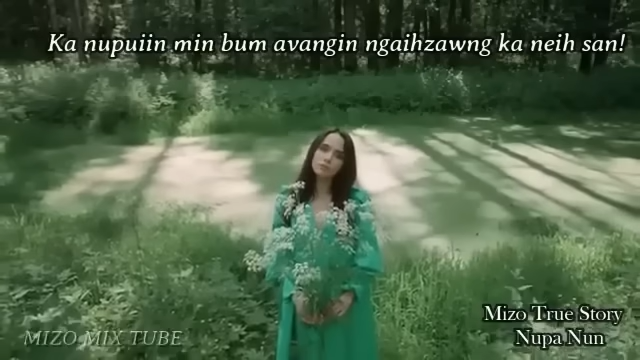 Ka nupuiin min bum avangin ngaihzawng ka neih san!
Mizo True Story
Nupa Nun
MIZO MIX TUBE